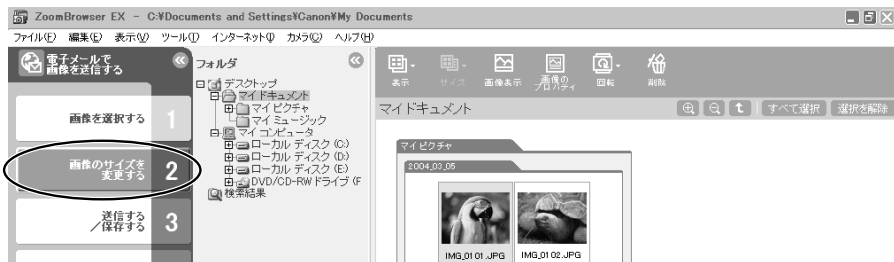 ZoomBrowser EX - C:¥Documents and Settings¥Canon¥My Documents
ファイル(F) 編集(E) 表示(V) ツール(T) インターネット(I) カメラ(C) ヘルプ(H)
電子メールで
画像を送信する
画像を選択する
1
画像のサイズを
変更する
2
送信する
/保存する
3
フォルダ
デスクトップ
マイドキュメント
マイピクチャ
マイミュージック
マイコンピュータ
ローカル ディスク (C:)
ローカル ディスク (D:)
ローカル ディスク (E:)
DVD/CD-RWドライブ (F
検索結果
表示
サイズ
画像表示
画像の
プロパティ
回転
削除
マイドキュメント
すべて選択
選択を解除
マイピクチャ
2004_03_05
IMG_0101.JPG
IMG_0102.JPG